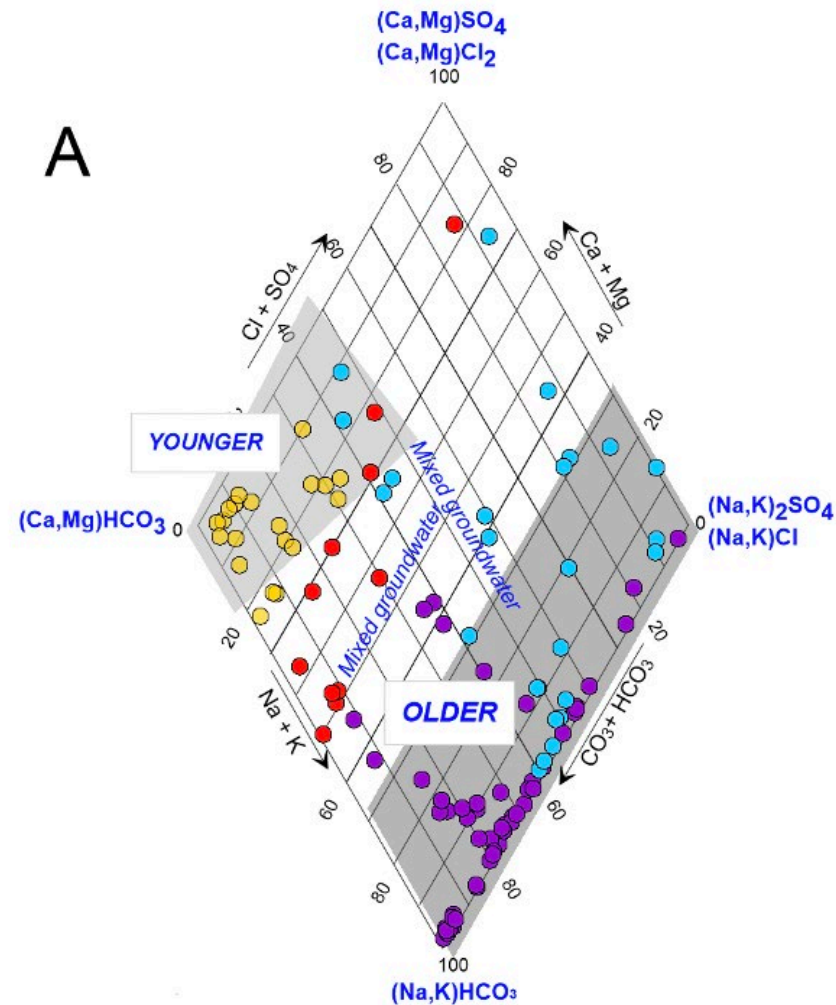 (Ca,Mg)SO4
(Ca,Mg)Cl2
100
A
80
80
Cl + SO4
60
60
Ca + Mg
40
40
20
YOUNGER
Mixed groundwater
(Ca,Mg)HCO3
0
0
(Na,K)2SO4
(Na,K)Cl
Mixed groundwater
20
20
Na + K
OLDER
CO3+ HCO3
60
60
80
80
100
(Na,K)HCO3